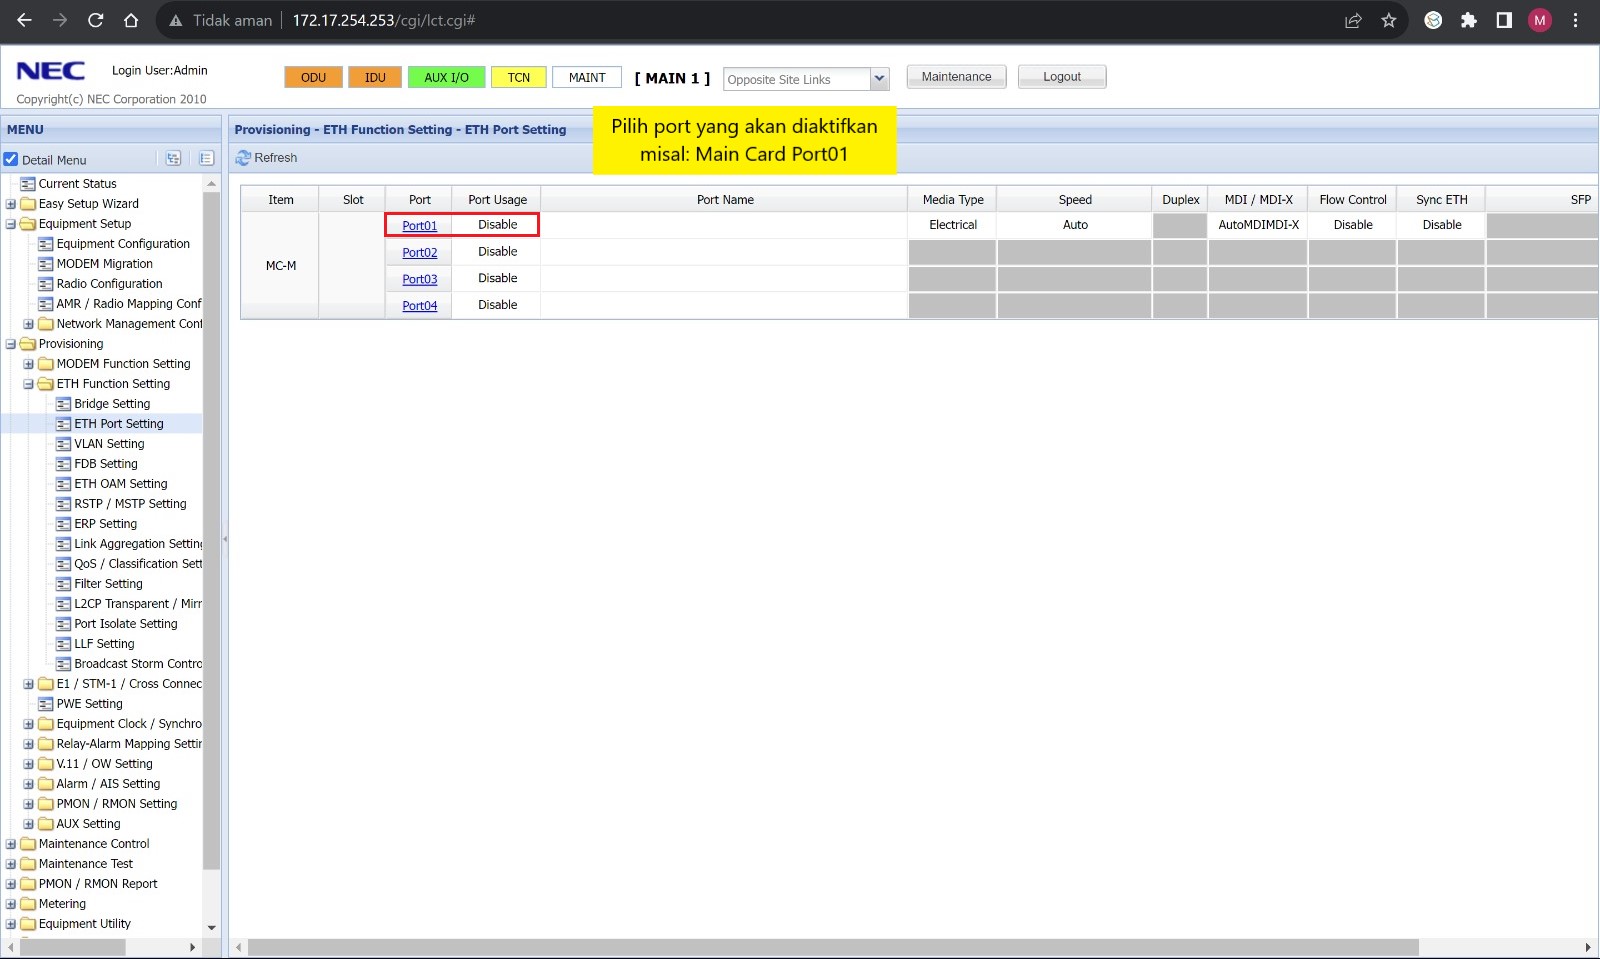 Tidak aman
172.17.254.253/cgi/lct.cgi#
M
NEC
Login User:Admin
Copyright(c) NEC Corporation 2010
ODU
IDU
AUX I/O
TCN
MAINT
[ MAIN 1 ]
Opposite Site Links
Maintenance
Logout
Pilih port yang akan diaktifkan
misal: Main Card Port01
MENU
Detail Menu
Current Status
Easy Setup Wizard
Equipment Setup
Equipment Configuration
MODEM Migration
Radio Configuration
AMR / Radio Mapping Conf
Network Management Conf
Provisioning
MODEM Function Setting
ETH Function Setting
Bridge Setting
ETH Port Setting
VLAN Setting
FDB Setting
ETH OAM Setting
RSTP / MSTP Setting
ERP Setting
Link Aggregation Setting
QoS / Classification Sett
Filter Setting
L2CP Transparent / Mirr
Port Isolate Setting
LLF Setting
Broadcast Storm Contro
E1 / STM-1 / Cross Connec
PWE Setting
Equipment Clock / Synchro
Relay-Alarm Mapping Settin
V.11 / OW Setting
Alarm / AIS Setting
PMON / RMON Setting
AUX Setting
Maintenance Control
Maintenance Test
PMON / RMON Report
Metering
Equipment Utility
Provisioning - ETH Function Setting - ETH Port Setting
Refresh
Item Slot Port Port Usage Port Name Media Type Speed Duplex MDI / MDI-X Flow Control Sync ETH SFP
MC-M
Port01 Disable Electrical Auto AutoMDIMDI-X Disable Disable
Port02 Disable
Port03 Disable
Port04 Disable